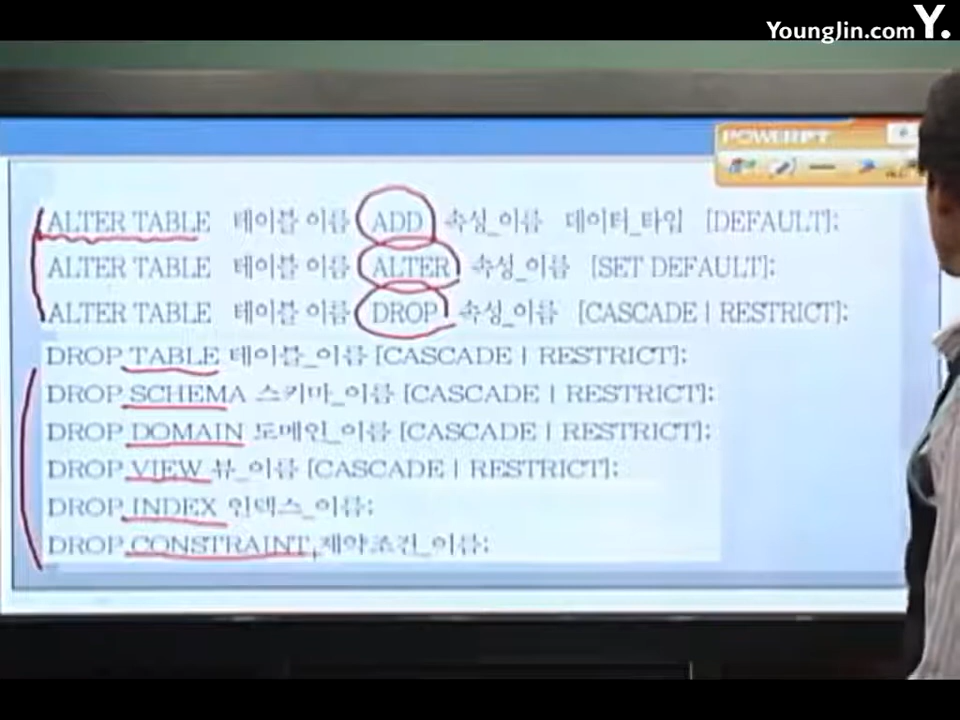 YoungJin.com Y.
POWERPT
ALTER TABLE 테이블 이름 ADD 속성_이름 데이터_타입 [DEFAULT];
ALTER TABLE 테이블 이름 ALTER 속성_이름 [SET DEFAULT];
ALTER TABLE 테이블 이름 DROP 속성_이름 [CASCADE | RESTRICT];
DROP TABLE 테이블_이름 [CASCADE | RESTRICT];
DROP SCHEMA 스키마_이름 [CASCADE | RESTRICT];
DROP DOMAIN 도메인_이름 [CASCADE | RESTRICT];
DROP VIEW 뷰_이름 [CASCADE | RESTRICT];
DROP INDEX 인덱스_이름;
DROP CONSTRAINT 제약조건_이름;